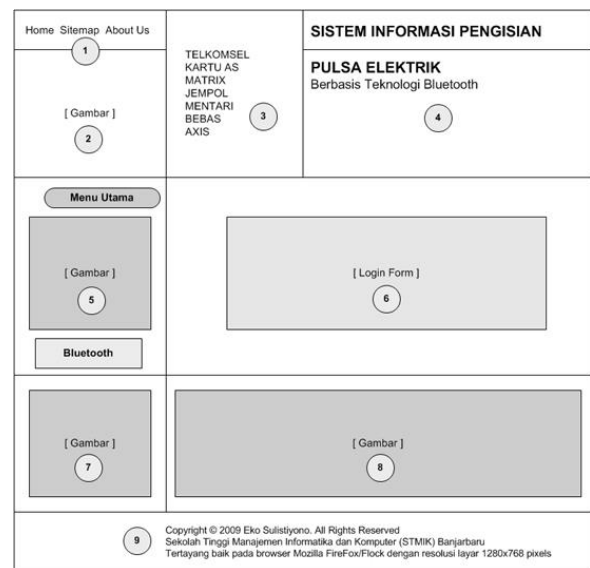 Home Sitemap About Us
1
[ Gambar ]
2
TELKOMSEL
KARTU AS
MATRIX
JEMPOL
MENTARI
BEBAS
AXIS
3
SISTEM INFORMASI PENGISIAN
PULSA ELEKTRIK
Berbasis Teknologi Bluetooth
4
Menu Utama
[ Gambar ]
5
Bluetooth
[ Login Form ]
6
[ Gambar ]
7
[ Gambar ]
8
9
Copyright © 2009 Eko Sulistiyono. All Rights Reserved
Sekolah Tinggi Manajemen Informatika dan Komputer (STMIK) Banjarbaru
Tertayang baik pada browser Mozilla FireFox/Flock dengan resolusi layar 1280x768 pixels